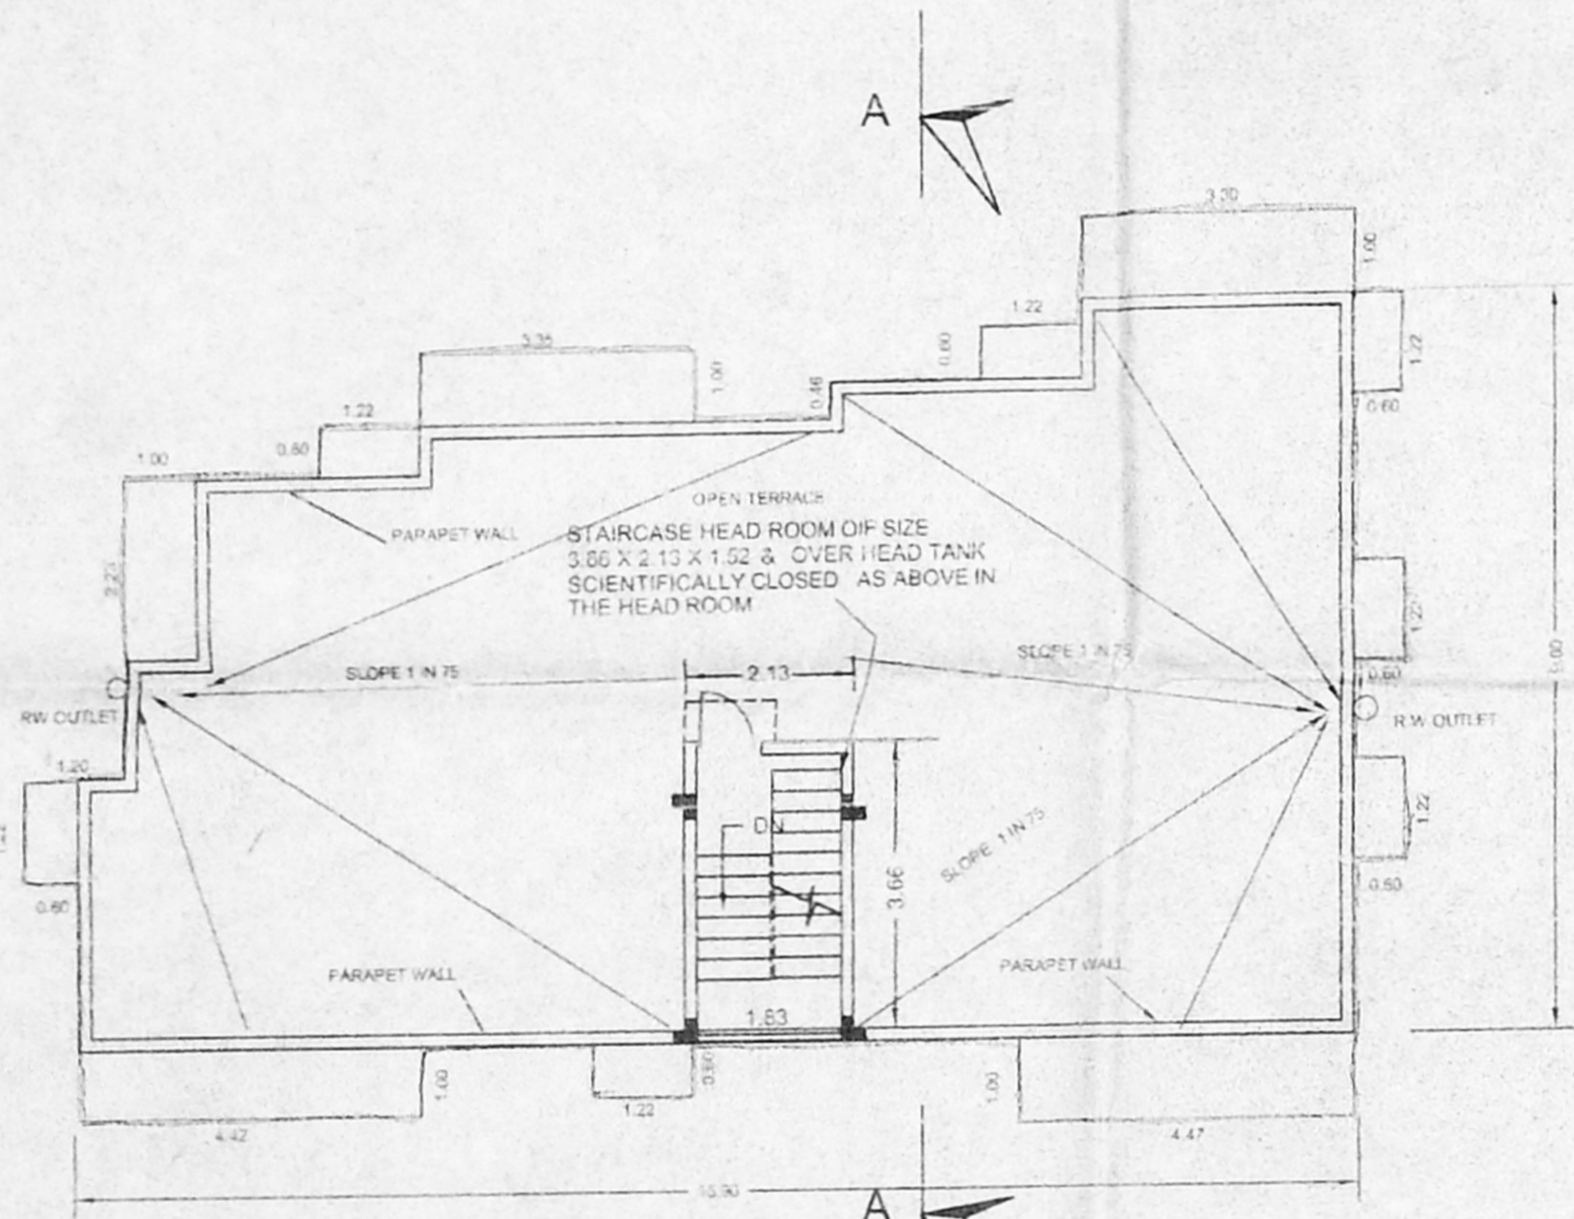 A
3.30
1.00
1.22
0.60
1.22
0.60
3.35
1.00
0.46
1.22
0.60
1.00
OPEN TERRACE
PARAPET WALL
STAIRCASE HEAD ROOM OIF SIZE
3.66 X 2.13 X 1.52 & OVER HEAD TANK
SCIENTIFICALLY CLOSED AS ABOVE IN
THE HEAD ROOM
1.22
SLOPE 1 IN 75
2.13
SLOPE 1 IN 75
0.60
RW OUTLET
R.W OUTLET
1.20
1.22
DN
3.66
SLOPE 1 IN 75
0.60
0.60
PARAPET WALL
PARAPET WALL
1.83
1.00
0.60
1.00
1.22
4.42
4.47
15.90
A